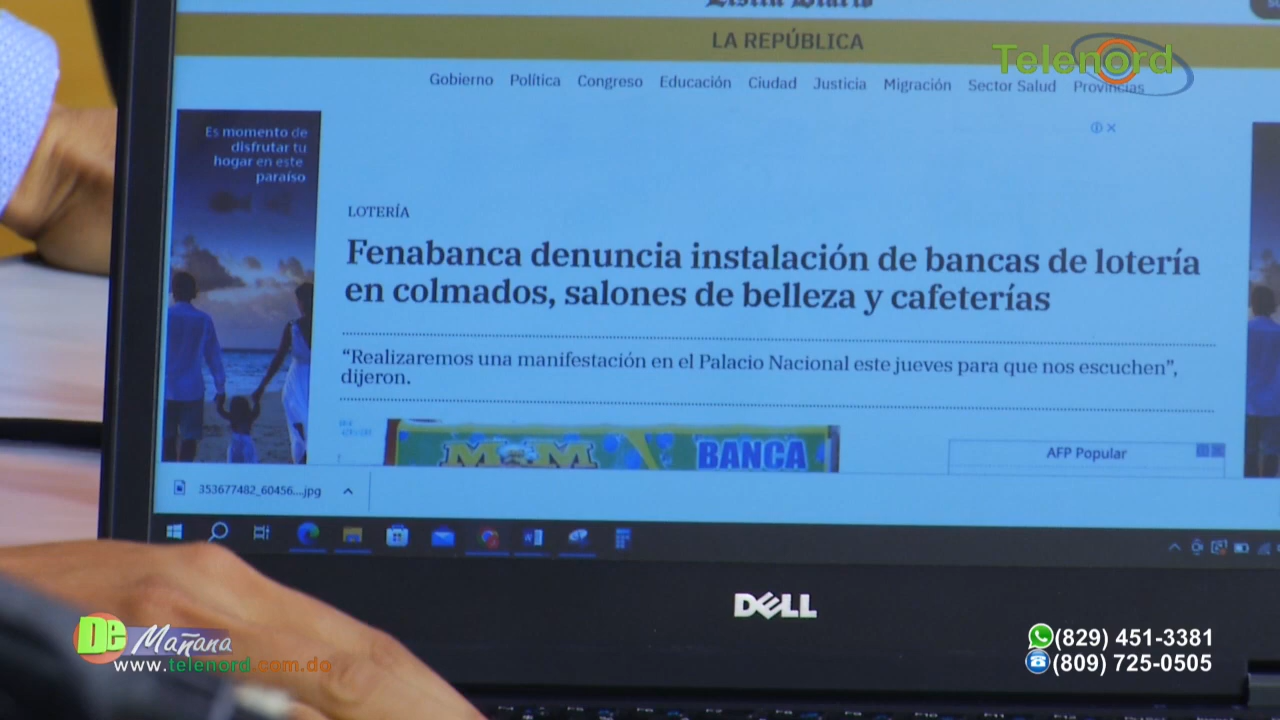 Listín Diario
LA REPÚBLICA
Telenord
Gobierno Política Congreso Educación Ciudad Justicia Migración Sector Salud Provincias
Es momento de
disfrutar tu
hogar en este
paraíso
LOTERÍA
Fenabanca denuncia instalación de bancas de lotería
en colmados, salones de belleza y cafeterías
“Realizaremos una manifestación en el Palacio Nacional este jueves para que nos escuchen”,
dijeron.
M M BANCA
AFP Popular
353677482_60456....jpg
DELL
De Mañana
www.telenord.com.do
(829) 451-3381
(809) 725-0505